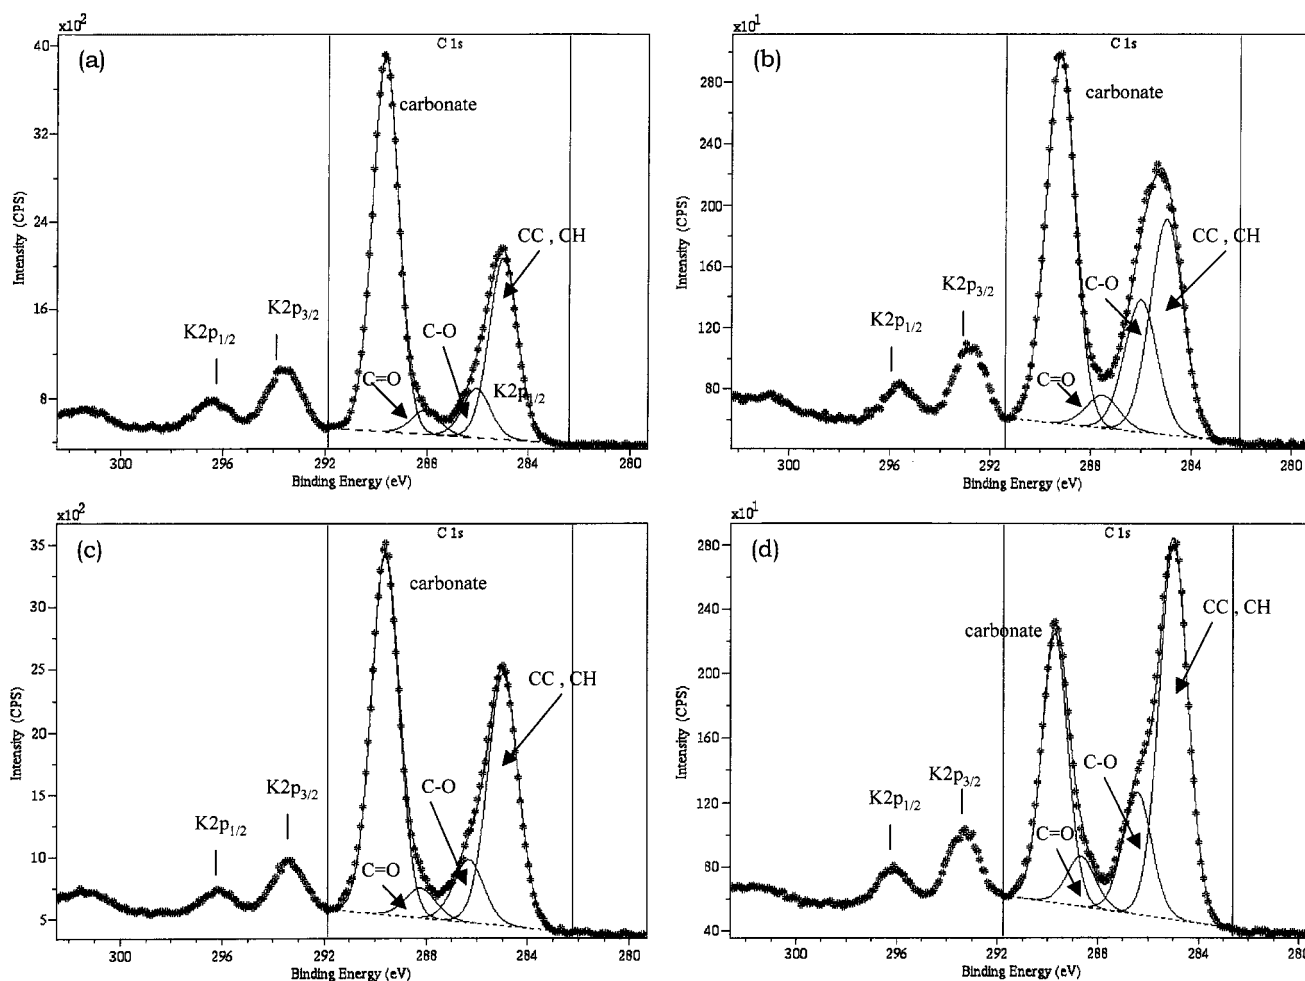 x10²
(a)
C 1s
carbonate
CC , CH
C-O
C=O
K2p₁/₂
K2p₃/₂
K2p₁/₂
40
32
24
16
8
Intensity (CPS)
300 296 292 288 284 280
Binding Energy (eV)
x10¹
(b)
C 1s
carbonate
CC , CH
C-O
C=O
K2p₃/₂
K2p₁/₂
280
240
200
160
120
80
Intensity (CPS)
300 296 292 288 284 280
Binding Energy (eV)
x10²
(c)
C 1s
carbonate
CC , CH
C-O
C=O
K2p₃/₂
K2p₁/₂
35
30
25
20
15
10
5
Intensity (CPS)
300 296 292 288 284 280
Binding Energy (eV)
x10¹
(d)
C 1s
CC , CH
carbonate
C-O
C=O
K2p₃/₂
K2p₁/₂
280
240
200
160
120
80
40
Intensity (CPS)
300 296 292 288 284 280
Binding Energy (eV)